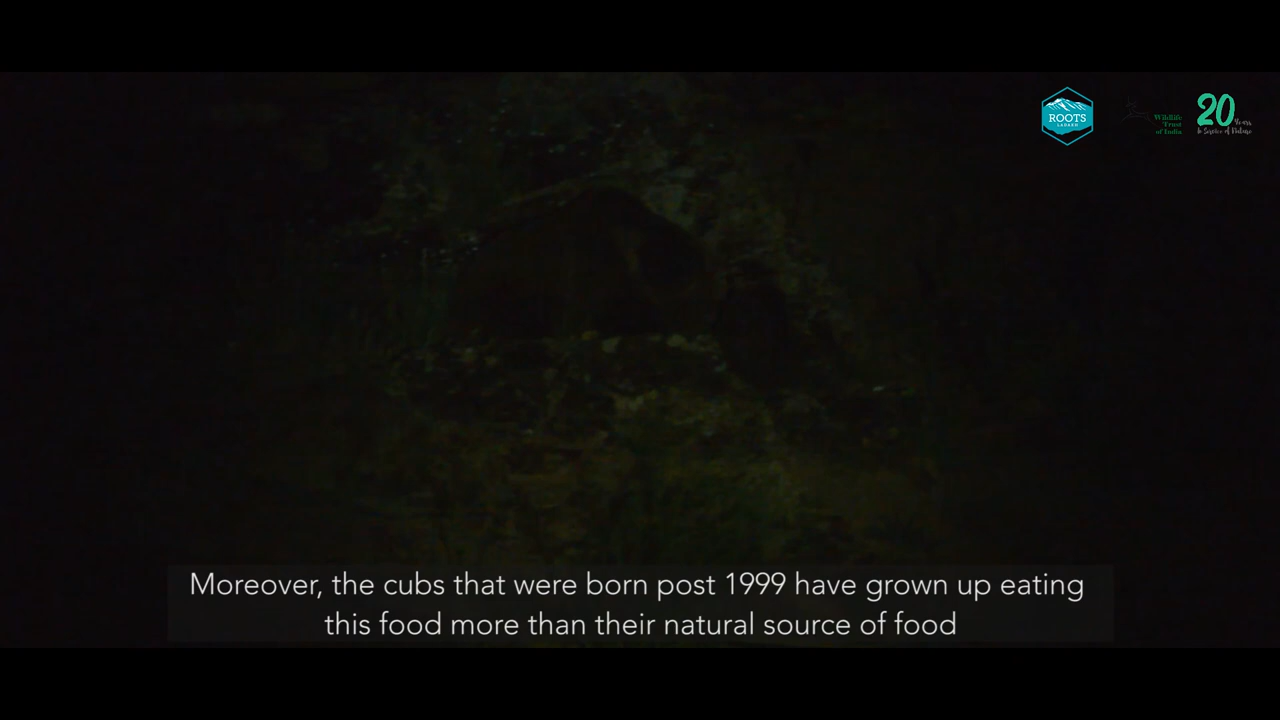 ROOTS
LADAKH
Wildlife
Trust
of India
20
Years
In Service of Nature
Moreover, the cubs that were born post 1999 have grown up eating
this food more than their natural source of food